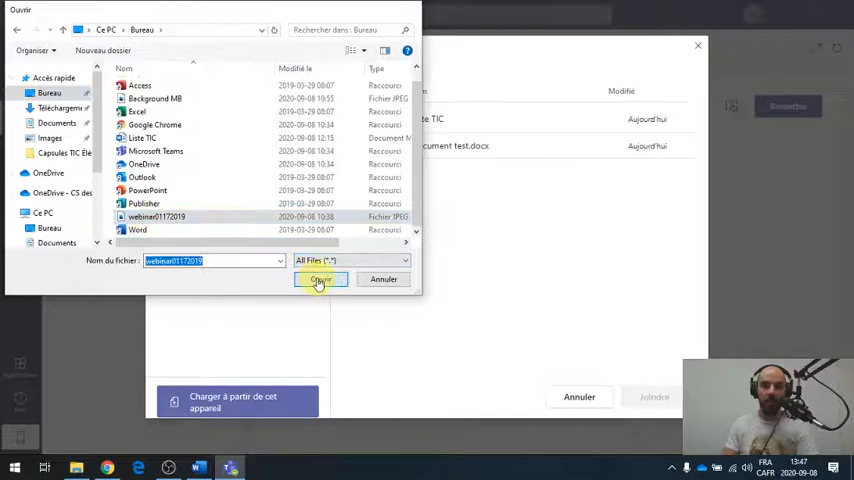 Ouvrir
Ce PC > Bureau >
Rechercher dans : Bureau
Organiser
Nouveau dossier
Nom
Modifié le
Type
Accès rapide
Bureau
Téléchargeme
Documents
Images
Capsules TIC Élè
OneDrive
OneDrive - CS des
Ce PC
Bureau
Documents
Access 2019-03-29 08:07 Raccourci
Background MB 2020-09-08 10:55 Fichier JPEG
Excel 2019-03-29 08:07 Raccourci
Google Chrome 2020-09-08 10:34 Raccourci
Liste TIC 2020-09-08 12:15 Document M
Microsoft Teams 2020-09-08 10:34 Raccourci
OneDrive 2020-09-08 10:34 Raccourci
Outlook 2019-03-29 08:07 Raccourci
PowerPoint 2019-03-29 08:07 Raccourci
Publisher 2019-03-29 08:07 Raccourci
webinar01172019 2020-09-08 10:38 Fichier JPEG
Word 2019-03-29 08:07 Raccourci
Nom du fichier : webinar01172019
All Files (*.*)
Ouvrir
Annuler
Modifié
te TIC Aujourd'hui
cument test.docx Aujourd'hui
Charger à partir de cet
appareil
Annuler
Joindre
FRA
CAFR
13:47
2020-09-08